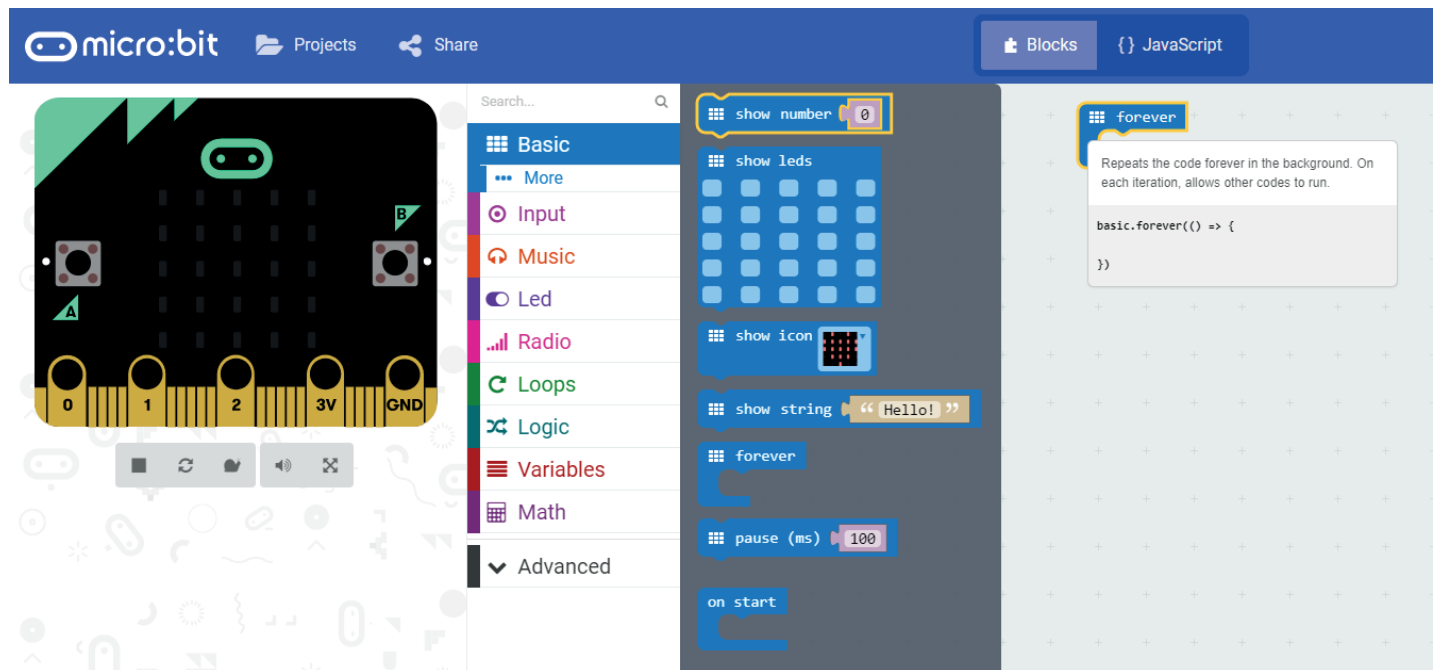 micro:bit
Projects
Share
Blocks
{} JavaScript
B
A
0
1
2
3V
GND
Search...
Basic
More
Input
Music
Led
Radio
Loops
Logic
Variables
Math
Advanced
show number 0
show leds
show icon
show string “ Hello! ”
forever
pause (ms) 100
on start
forever
Repeats the code forever in the background. On
each iteration, allows other codes to run.
basic.forever(() => {
})